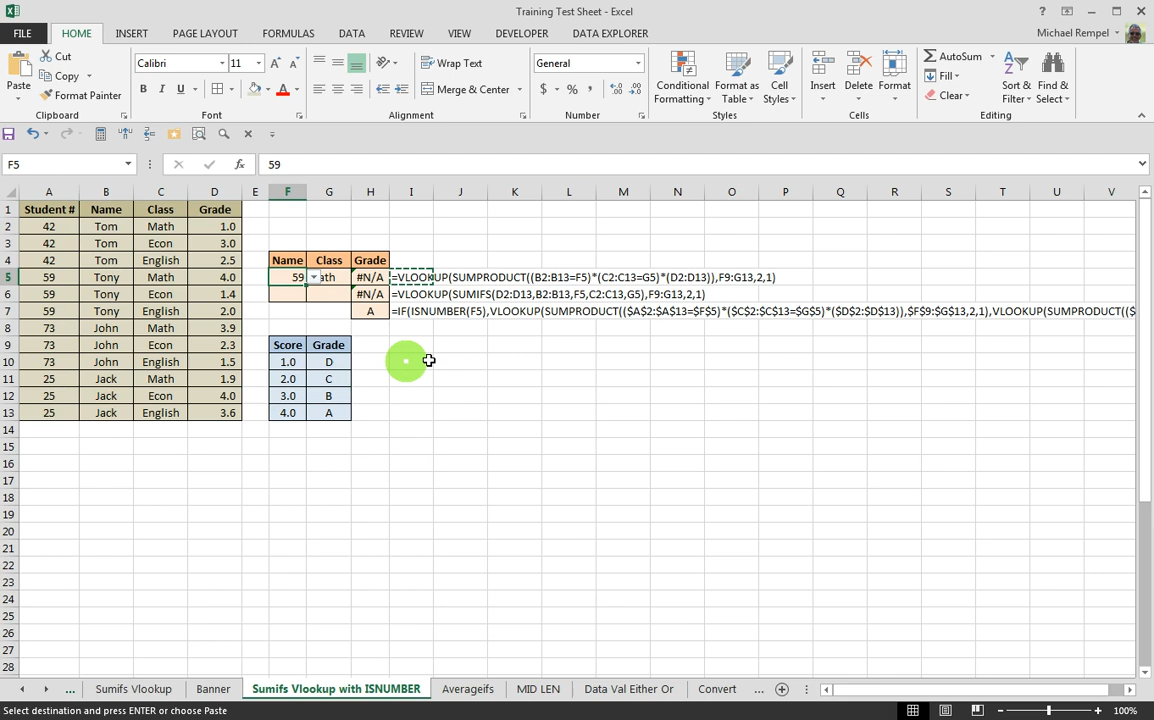 Training Test Sheet - Excel
?
FILE HOME INSERT PAGE LAYOUT FORMULAS DATA REVIEW VIEW DEVELOPER DATA EXPLORER Michael Rempel
Paste Cut Copy Format Painter Clipboard
Calibri 11 B I U A Font
Wrap Text Merge & Center Alignment
General $ % , Number
Conditional Formatting Format as Table Cell Styles Styles
Insert Delete Format Cells
AutoSum Fill Clear Sort & Filter Find & Select Editing
F5 fx 59
A B C D E F G H I J K L M N O P Q R S T U V
1 Student # Name Class Grade
2 42 Tom Math 1.0
3 42 Tom Econ 3.0
4 42 Tom English 2.5 Name Class Grade
5 59 Tony Math 4.0 59 ath #N/A =VLOOKUP(SUMPRODUCT((B2:B13=F5)*(C2:C13=G5)*(D2:D13)),F9:G13,2,1)
6 59 Tony Econ 1.4 #N/A =VLOOKUP(SUMIFS(D2:D13,B2:B13,F5,C2:C13,G5),F9:G13,2,1)
7 59 Tony English 2.0 A =IF(ISNUMBER(F5),VLOOKUP(SUMPRODUCT(($A$2:$A$13=$F$5)*($C$2:$C$13=$G$5)*($D$2:$D$13)),$F$9:$G$13,2,1),VLOOKUP(SUMPRODUCT(($
8 73 John Math 3.9
9 73 John Econ 2.3 Score Grade
10 73 John English 1.5 1.0 D
11 25 Jack Math 1.9 2.0 C
12 25 Jack Econ 4.0 3.0 B
13 25 Jack English 3.6 4.0 A
14
15
16
17
18
19
20
21
22
23
24
25
26
27
28
... Sumifs Vlookup Banner Sumifs Vlookup with ISNUMBER Averageifs MID LEN Data Val Either Or Convert ...
Select destination and press ENTER or choose Paste 100%